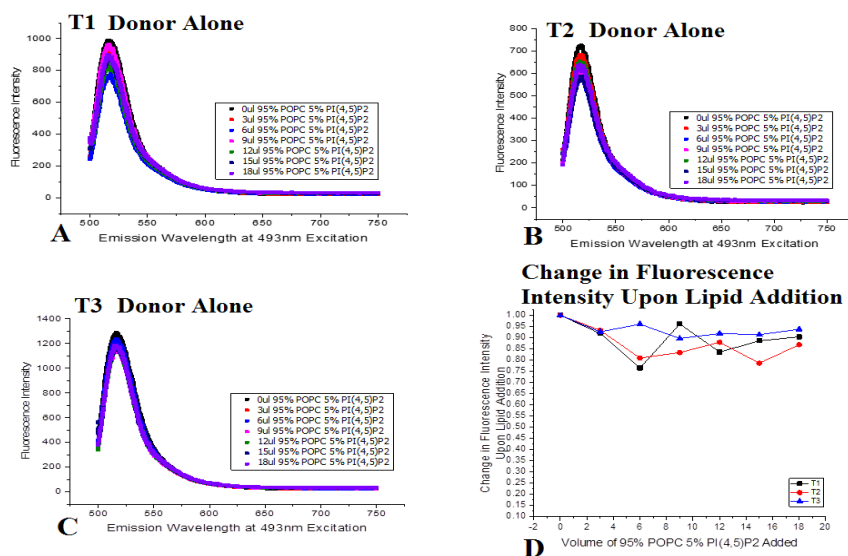 T1 Donor Alone
1000
800
600
400
200
0
Fluorescence Intensity
0ul 95% POPC 5% PI(4,5)P2
3ul 95% POPC 5% PI(4,5)P2
6ul 95% POPC 5% PI(4,5)P2
9ul 95% POPC 5% PI(4,5)P2
12ul 95% POPC 5% PI(4,5)P2
15ul 95% POPC 5% PI(4,5)P2
18ul 95% POPC 5% PI(4,5)P2
500 550 600 650 700 750
A Emission Wavelength at 493nm Excitation
T2 Donor Alone
800
700
600
500
400
300
200
100
0
Fluorescence Intensity
0ul 95% POPC 5% PI(4,5)P2
3ul 95% POPC 5% PI(4,5)P2
6ul 95% POPC 5% PI(4,5)P2
9ul 95% POPC 5% PI(4,5)P2
12ul 95% POPC 5% PI(4,5)P2
15ul 95% POPC 5% PI(4,5)P2
18ul 95% POPC 5% PI(4,5)P2
500 550 600 650 700 750
B Emission Wavelength at 493nm Excitation
T3 Donor Alone
1400
1200
1000
800
600
400
200
0
Fluorescence Intensity
0ul 95% POPC 5% PI(4,5)P2
3ul 95% POPC 5% PI(4,5)P2
6ul 95% POPC 5% PI(4,5)P2
9ul 95% POPC 5% PI(4,5)P2
12ul 95% POPC 5% PI(4,5)P2
15ul 95% POPC 5% PI(4,5)P2
18ul 95% POPC 5% PI(4,5)P2
500 550 600 650 700 750
C Emission Wavelength at 493nm Excitation
Change in Fluorescence
Intensity Upon Lipid Addition
1.00
0.95
0.90
0.85
0.80
0.75
0.70
0.65
0.60
0.55
0.50
0.45
0.40
0.35
0.30
0.25
0.20
0.15
0.10
Change in Fluorescence Intensity
Upon Lipid Addition
T1
T2
T3
-2 0 2 4 6 8 10 12 14 16 18 20
D Volume of 95% POPC 5% PI(4,5)P2 Added